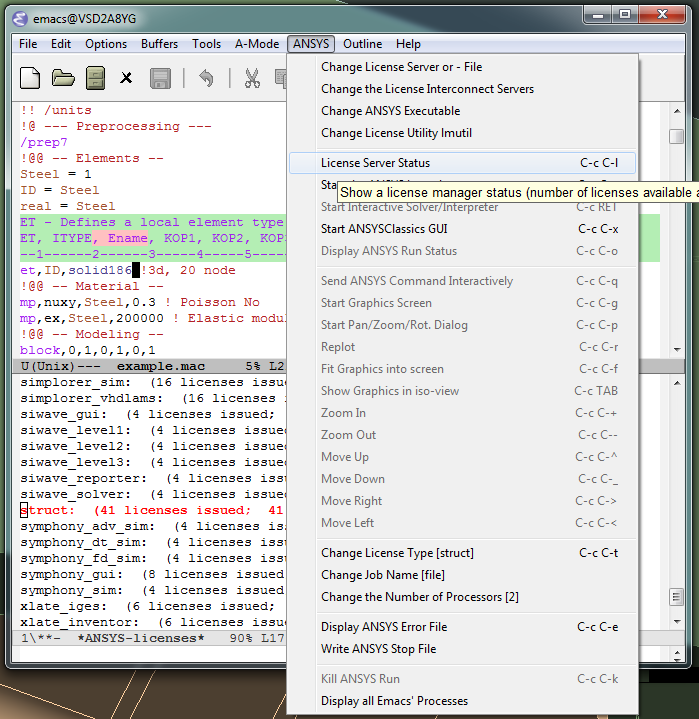 emacs@VSD2A8YG
File Edit Options Buffers Tools A-Mode ANSYS Outline Help
!! /units
!@ --- Preprocessing ---
/prep7
!@@ -- Elements --
Steel = 1
ID = Steel
real = Steel
ET - Defines a local element type
ET, ITYPE, Ename, KOP1, KOP2, KOP
--1------2------3-----4-----5-----
et,ID,solid186 !3d, 20 node
!@@ -- Material --
mp,nuxy,Steel,0.3 ! Poisson No
mp,ex,Steel,200000 ! Elastic modul
!@@ -- Modeling --
block,0,1,0,1,0,1
U(Unix)--- example.mac 5% L2
simplorer_sim: (16 licenses issue
simplorer_vhdlams: (16 licenses
siwave_gui: (4 licenses issued;
siwave_level1: (4 licenses issue
siwave_level2: (4 licenses issue
siwave_level3: (4 licenses issue
siwave_reporter: (4 licenses iss
siwave_solver: (4 licenses issue
struct: (41 licenses issued; 41
symphony_adv_sim: (4 licenses i
symphony_dt_sim: (4 licenses is
symphony_fd_sim: (4 licenses is
symphony_gui: (8 licenses issued
symphony_sim: (4 licenses issued
xlate_iges: (6 licenses issued;
xlate_inventor: (6 licenses issu
1\**- *ANSYS-licenses* 90% L17
Change License Server or - File
Change the License Interconnect Servers
Change ANSYS Executable
Change License Utility lmutil
License Server Status C-c C-l
Show a license manager status (number of licenses available a
Start Interactive Solver/Interpreter C-c RET
Start ANSYSClassics GUI C-c C-x
Display ANSYS Run Status C-c C-o
Send ANSYS Command Interactively C-c C-q
Start Graphics Screen C-c C-g
Start Pan/Zoom/Rot. Dialog C-c C-p
Replot C-c C-r
Fit Graphics into screen C-c C-f
Show Graphics in iso-view C-c TAB
Zoom In C-c C-+
Zoom Out C-c C--
Move Up C-c C-^
Move Down C-c C-_
Move Right C-c C->
Move Left C-c C-<
Change License Type [struct] C-c C-t
Change Job Name [file]
Change the Number of Processors [2]
Display ANSYS Error File C-c C-e
Write ANSYS Stop File
Kill ANSYS Run C-c C-k
Display all Emacs' Processes